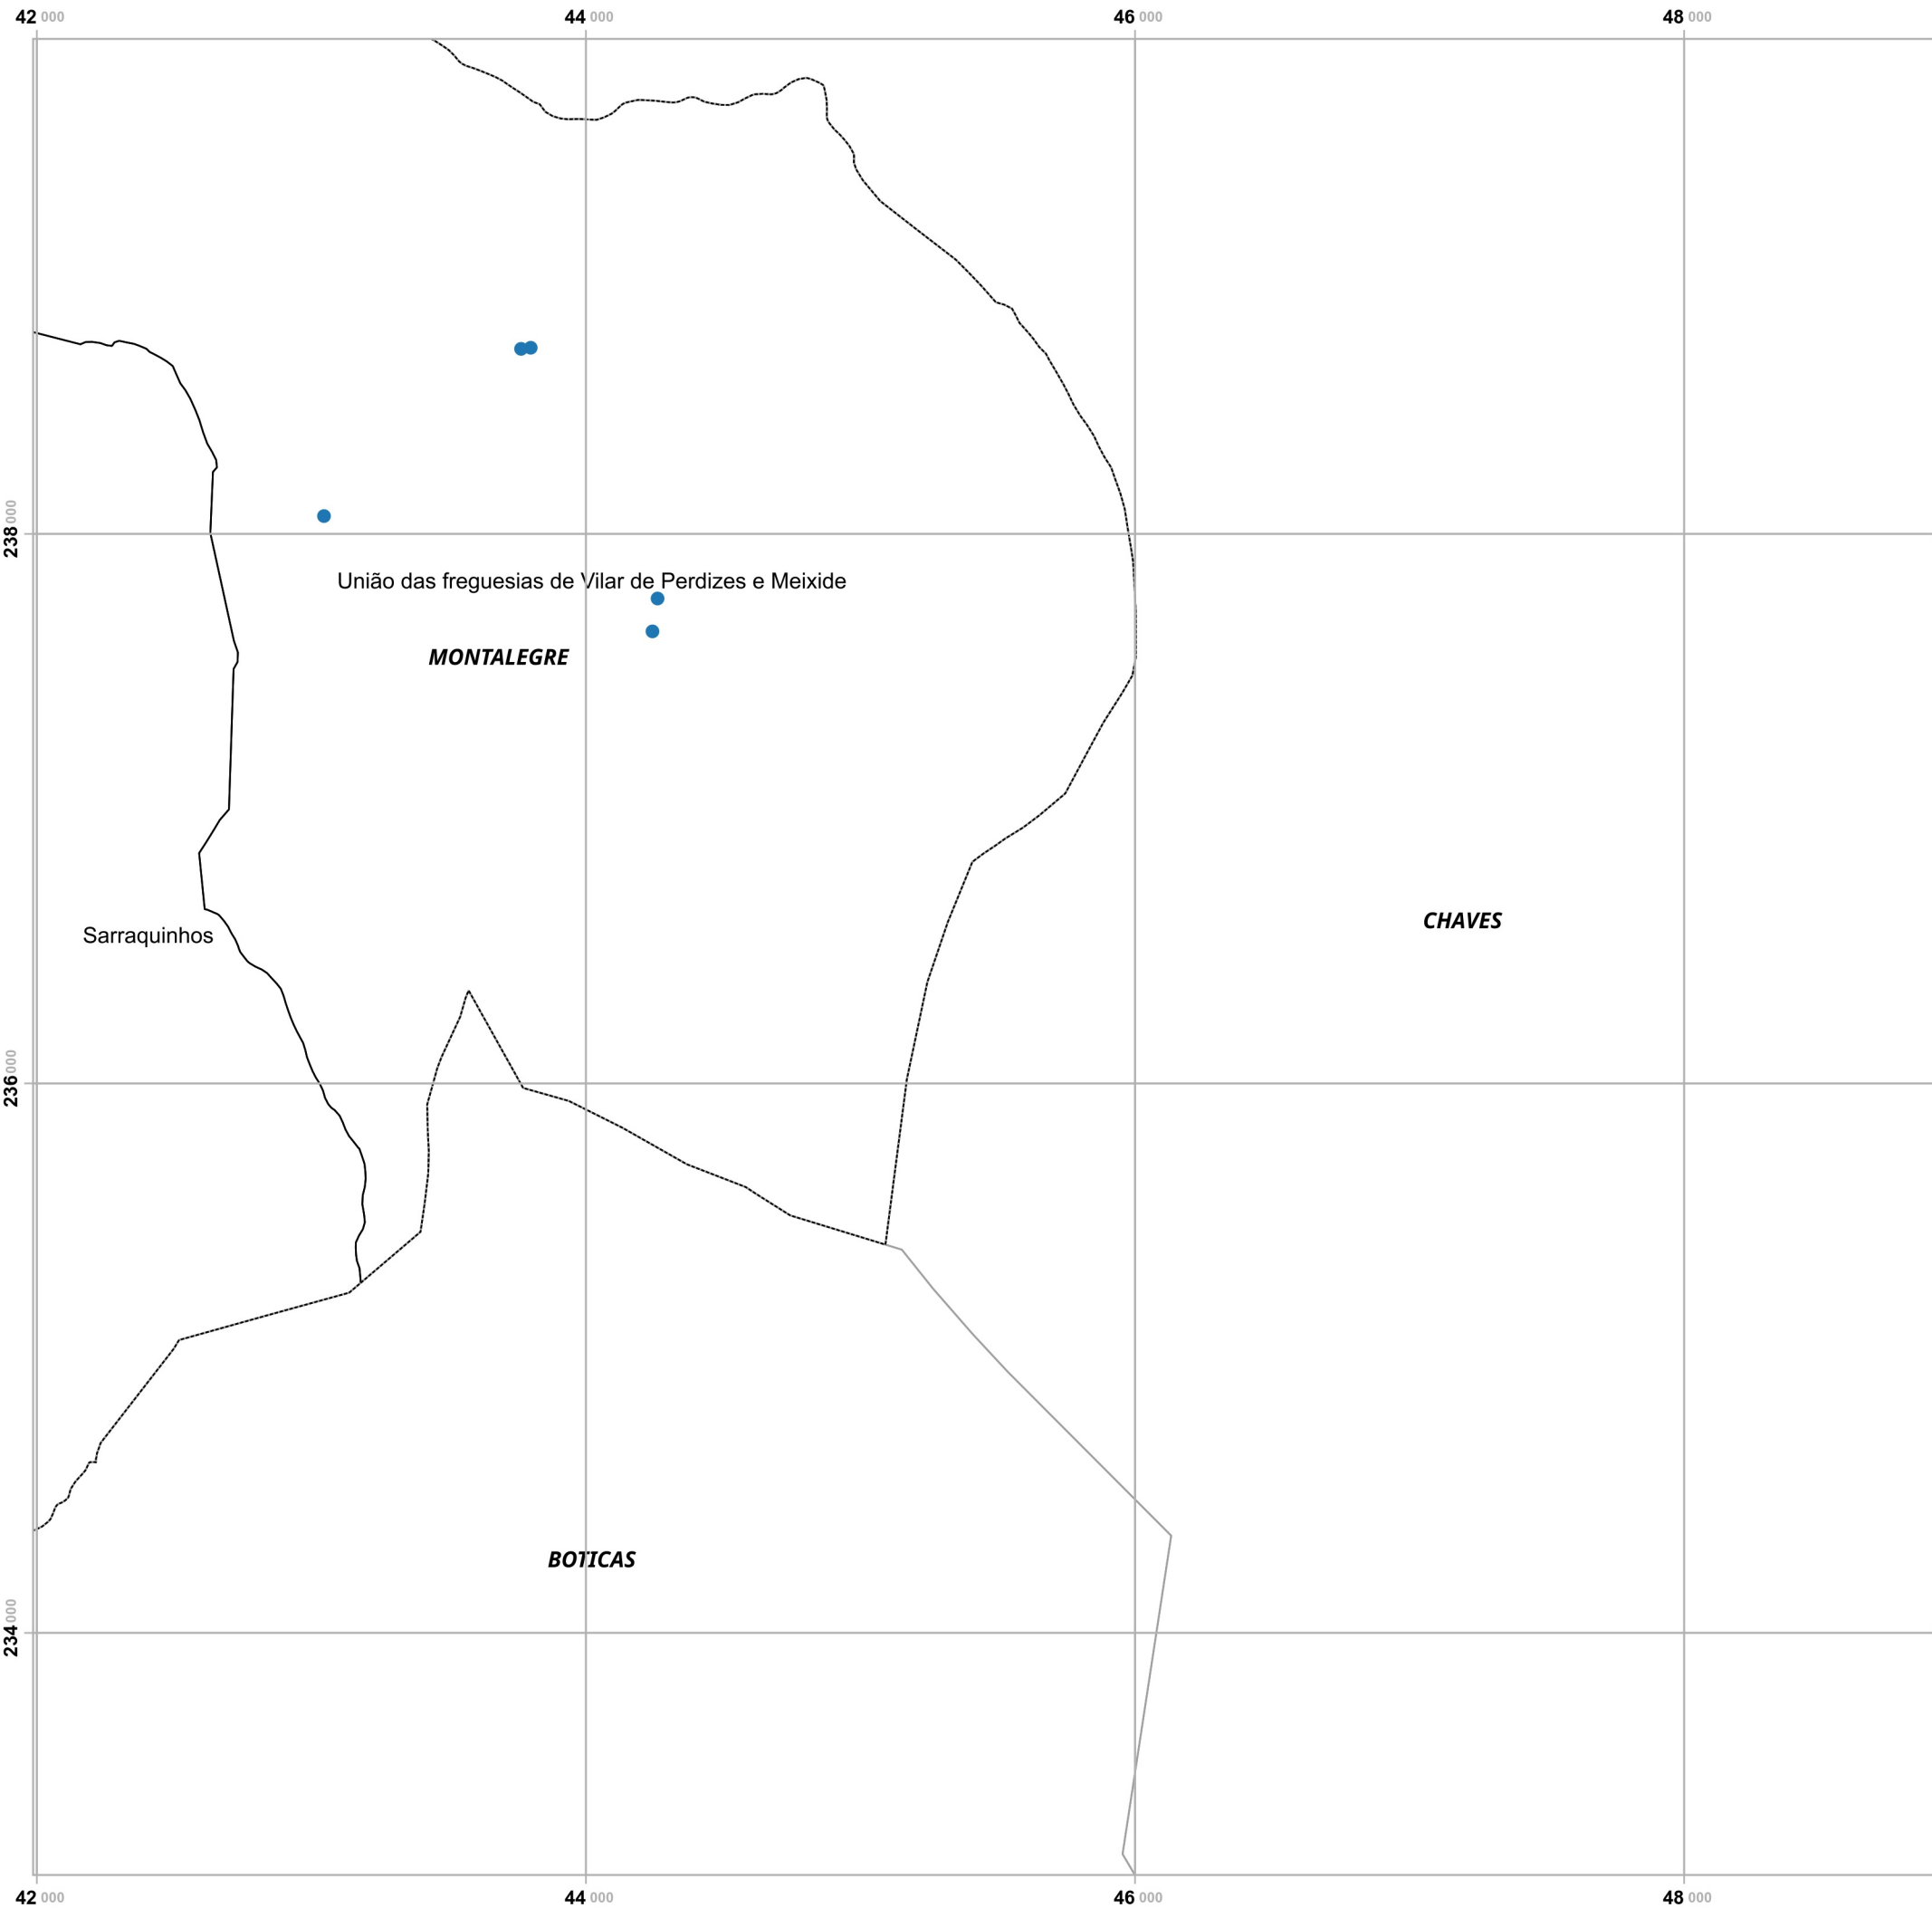 42 000 44 000 46 000 48 000
238 000
União das freguesias de Vilar de Perdizes e Meixide
MONTALEGRE
CHAVES
Sarraquinhos
236 000
BOTICAS
234 000
42 000 44 000 46 000 48 000